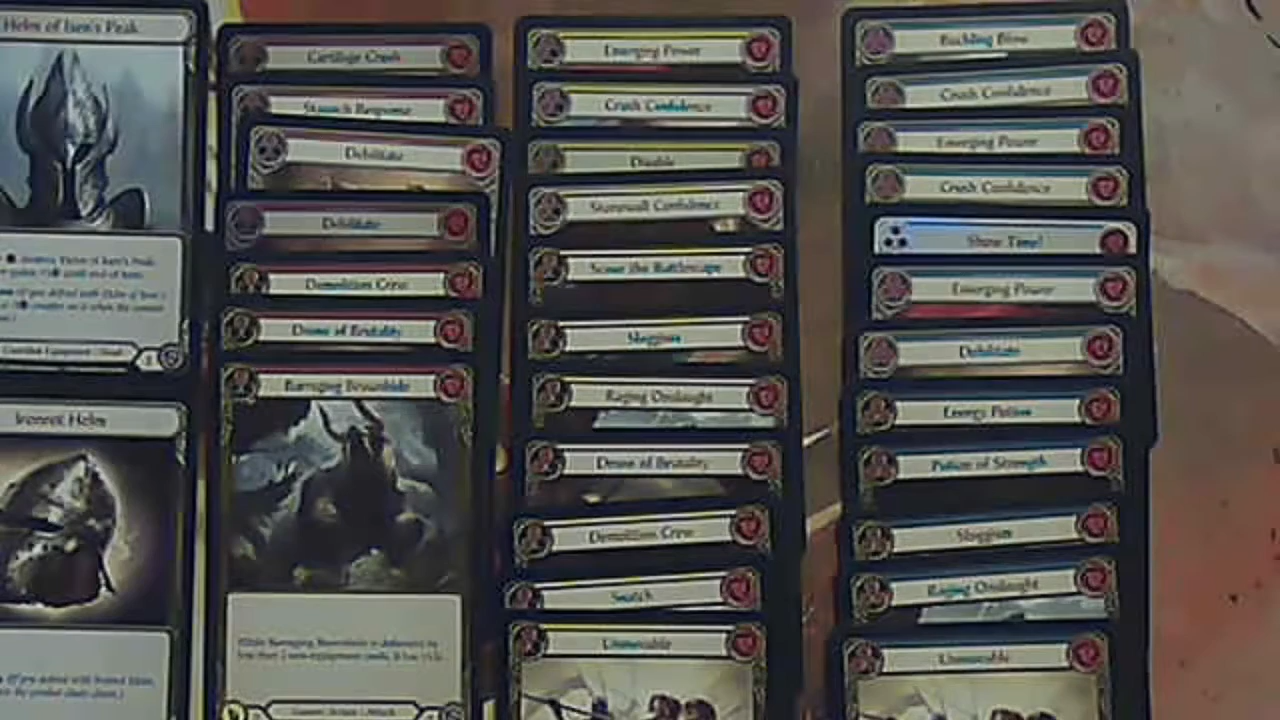 Helm of Isen's Peak
Ironrot Helm
Cartilage Crush
Staunch Response
Debilitate
Debilitate
Demolition Crew
Drone of Brutality
Barraging Brawnhide
Emerging Power
Crush Confidence
Disable
Stonewall Confidence
Scour the Battlescape
Sloggism
Raging Onslaught
Drone of Brutality
Demolition Crew
Snatch
Unmovable
Buckling Blow
Crush Confidence
Emerging Power
Crush Confidence
Show Time!
Emerging Power
Debilitate
Energy Potion
Potion of Strength
Sloggism
Raging Onslaught
Unmovable